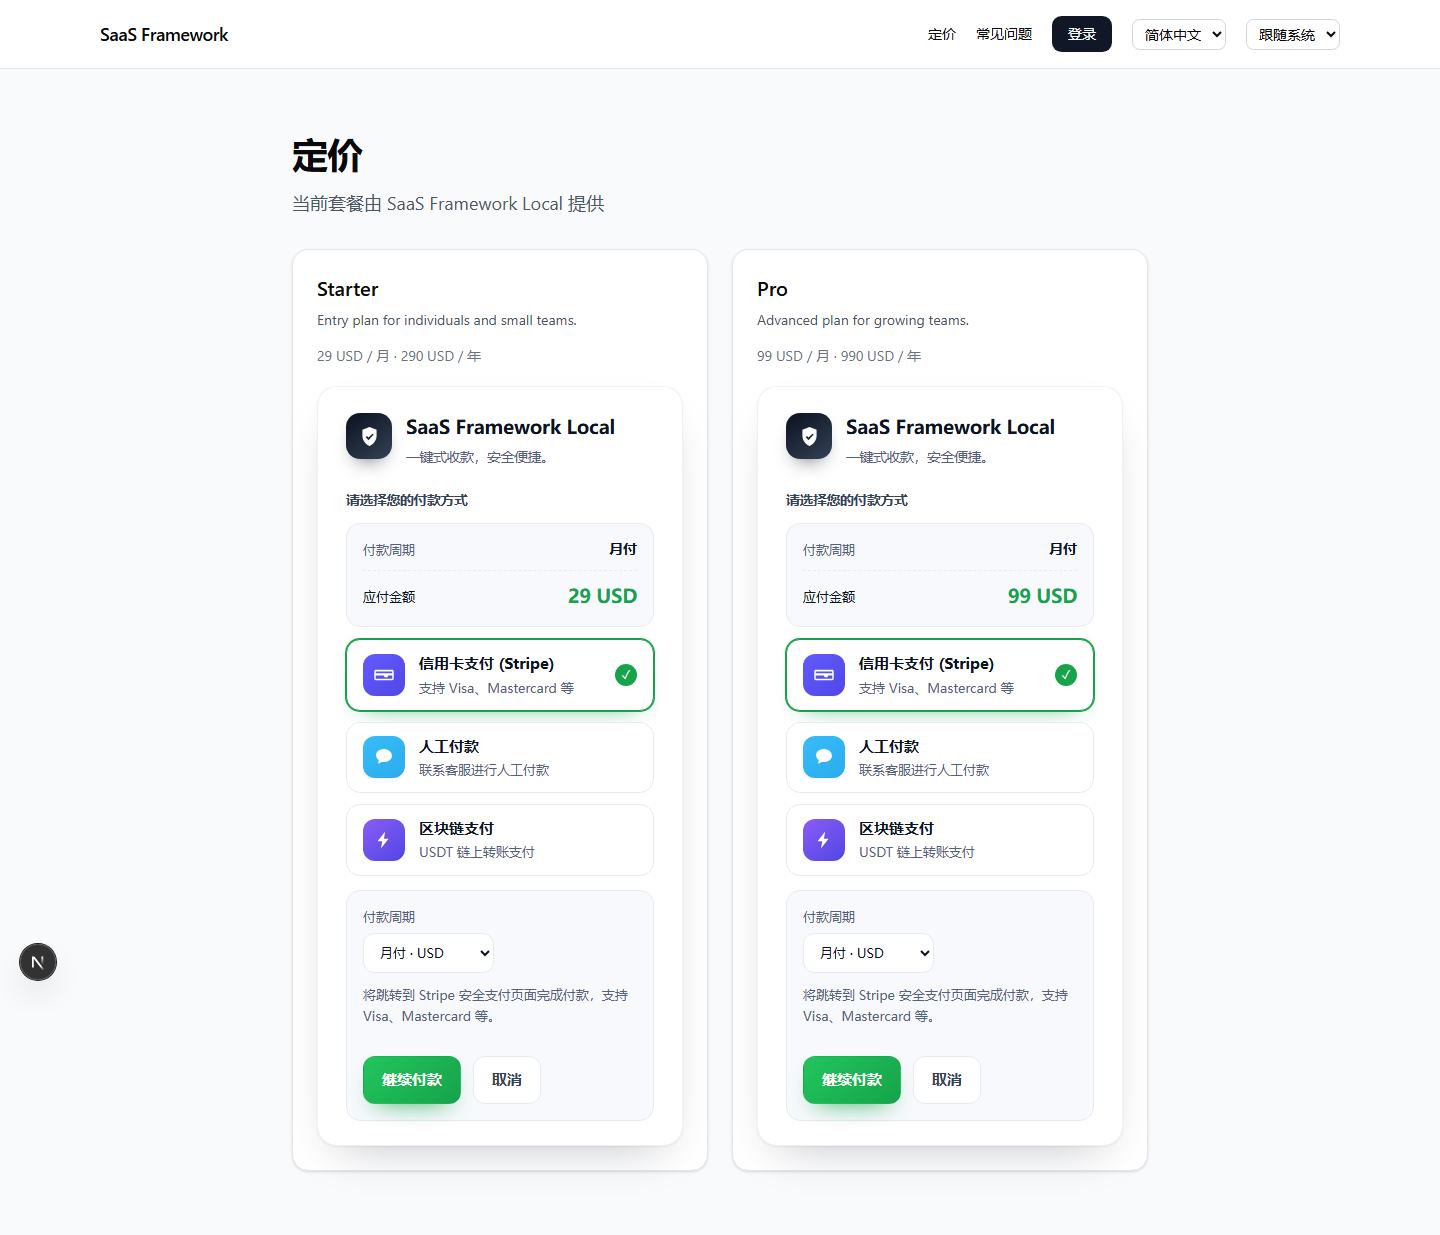 SaaS Framework
定价
常见问题
登录
简体中文
跟随系统
定价
当前套餐由 SaaS Framework Local 提供
Starter
Entry plan for individuals and small teams.
29 USD / 月 · 290 USD / 年
SaaS Framework Local
一键式收款，安全便捷。
请选择您的付款方式
付款周期
月付
应付金额
29 USD
信用卡支付 (Stripe)
支持 Visa、Mastercard 等
人工付款
联系客服进行人工付款
区块链支付
USDT 链上转账支付
付款周期
月付 · USD
将跳转到 Stripe 安全支付页面完成付款，支持
Visa、Mastercard 等。
继续付款
取消
Pro
Advanced plan for growing teams.
99 USD / 月 · 990 USD / 年
SaaS Framework Local
一键式收款，安全便捷。
请选择您的付款方式
付款周期
月付
应付金额
99 USD
信用卡支付 (Stripe)
支持 Visa、Mastercard 等
人工付款
联系客服进行人工付款
区块链支付
USDT 链上转账支付
付款周期
月付 · USD
将跳转到 Stripe 安全支付页面完成付款，支持
Visa、Mastercard 等。
继续付款
取消
N